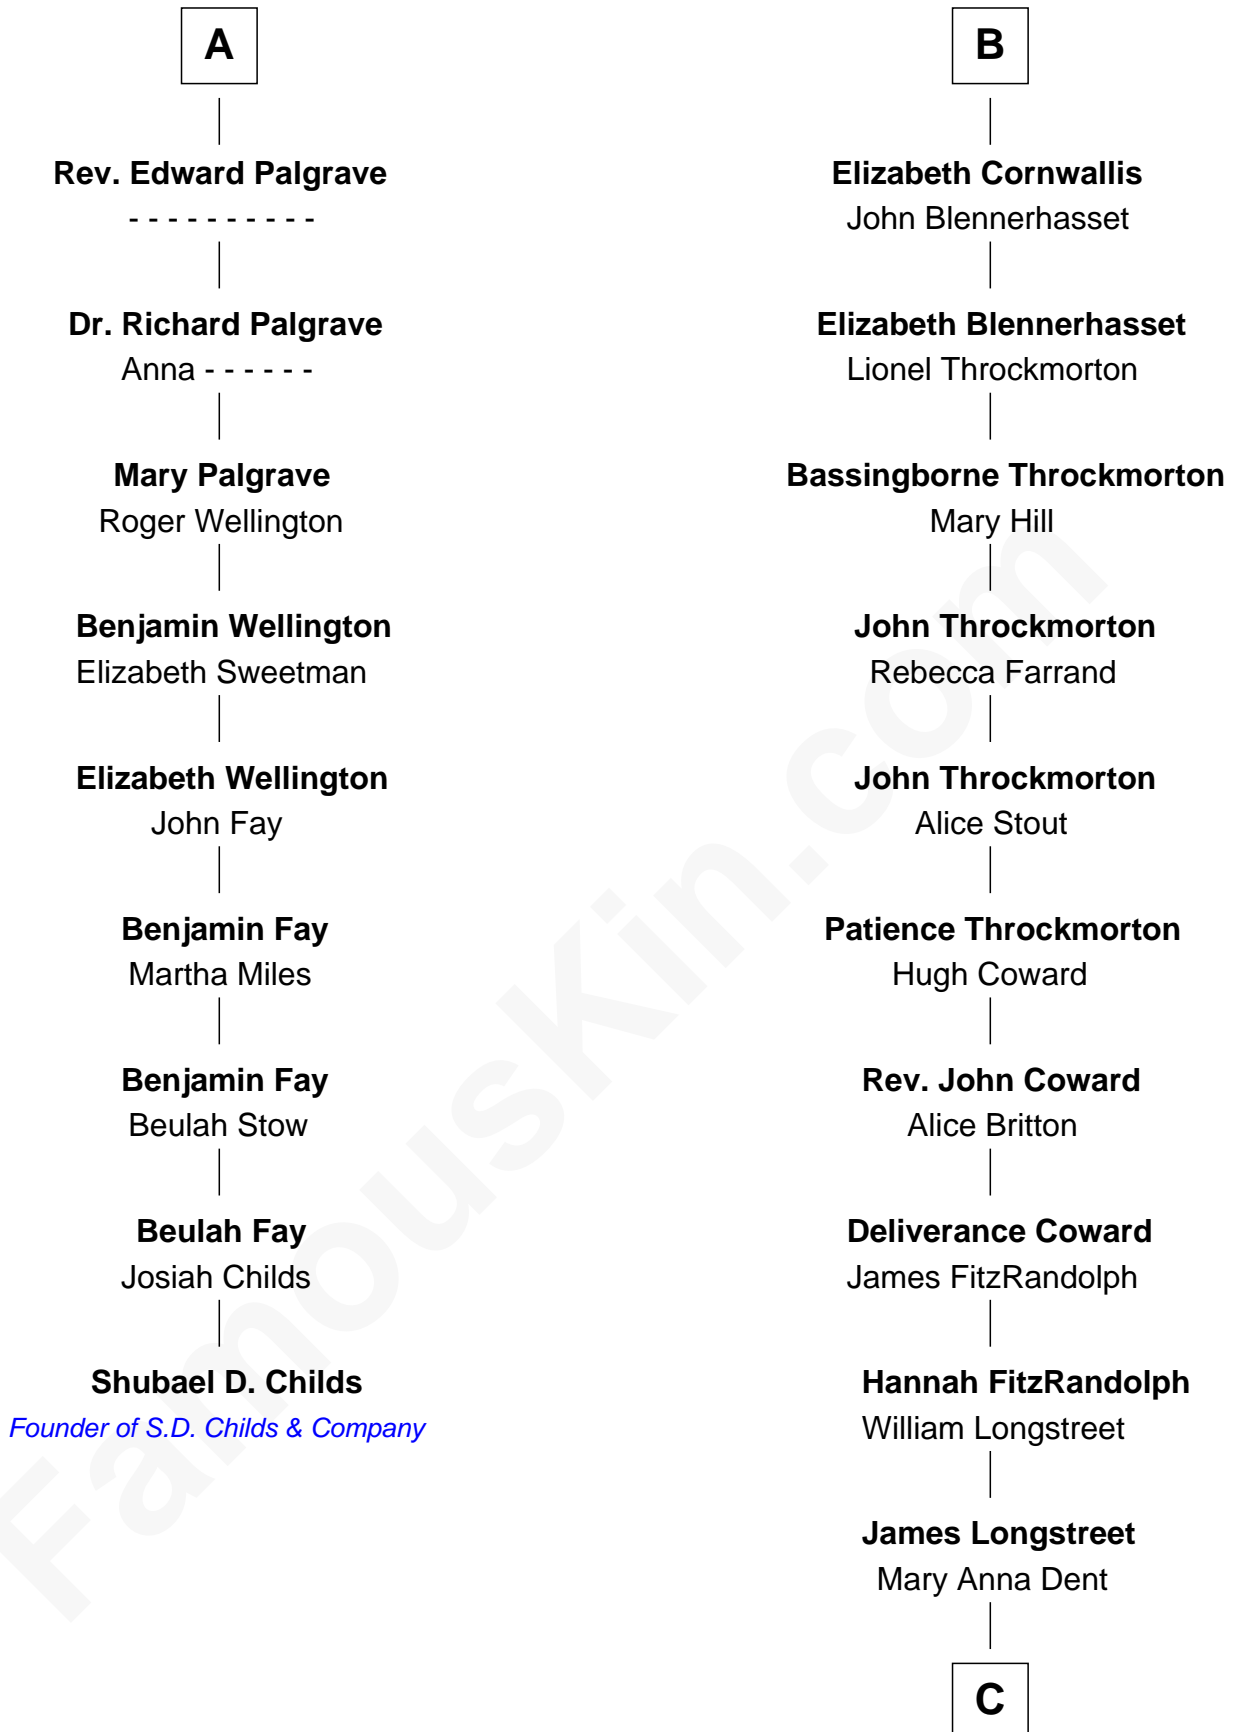 A
Rev. Edward Palgrave
- - - - - - - - - -
Dr. Richard Palgrave
Anna - - - - - -
Mary Palgrave
Roger Wellington
Benjamin Wellington
Elizabeth Sweetman
Elizabeth Wellington
John Fay
Benjamin Fay
Martha Miles
Benjamin Fay
Beulah Stow
Beulah Fay
Josiah Childs
Shubael D. Childs
Founder of S.D. Childs & Company
B
Elizabeth Cornwallis
John Blennerhasset
Elizabeth Blennerhasset
Lionel Throckmorton
Bassingborne Throckmorton
Mary Hill
John Throckmorton
Rebecca Farrand
John Throckmorton
Alice Stout
Patience Throckmorton
Hugh Coward
Rev. John Coward
Alice Britton
Deliverance Coward
James FitzRandolph
Hannah FitzRandolph
William Longstreet
James Longstreet
Mary Anna Dent
C
FamousKin.com